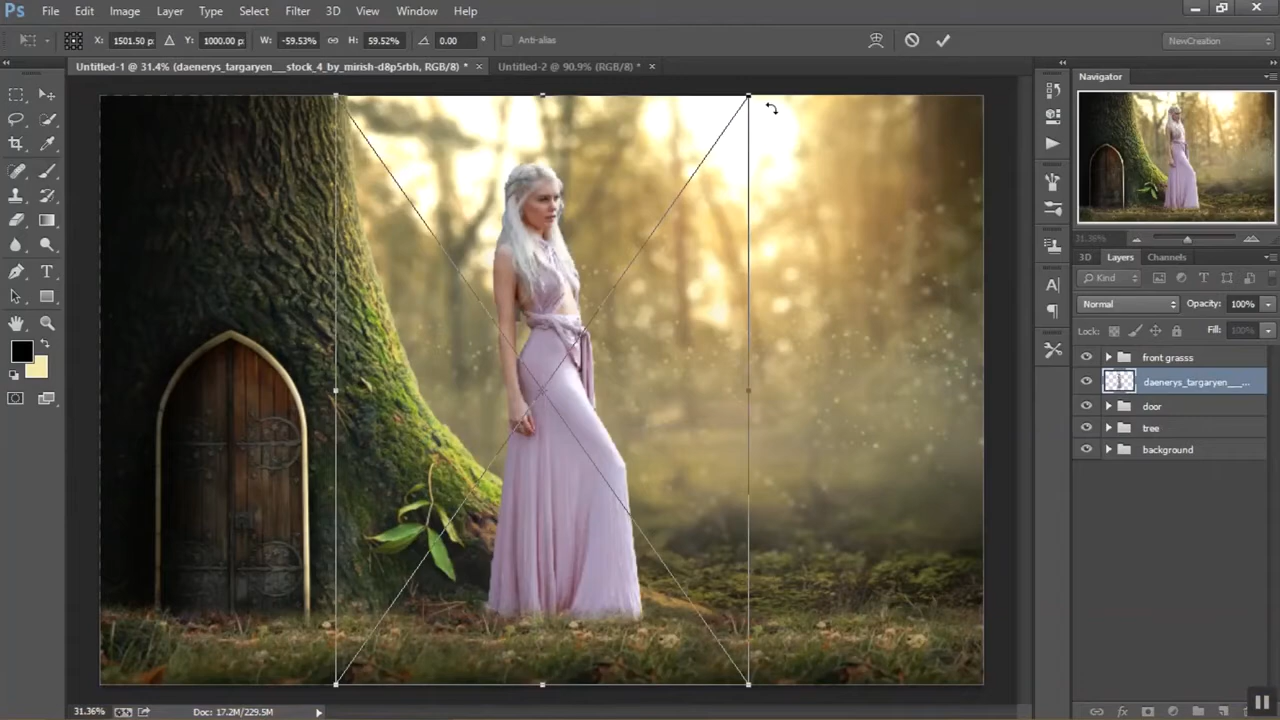 Ps File Edit Image Layer Type Select Filter 3D View Window Help
X: 1501.50 p: Y: 1000.00 p: W: -59.53% H: 59.52% 0.00 ° Anti-alias NewCreation
Untitled-1 @ 31.4% (daenerys_targaryen___stock_4_by_mirish-d8p5rbh, RGB/8) * × Untitled-2 @ 90.9% (RGB/8) * ×
Navigator
31.36%
3D Layers Channels
Kind
Normal Opacity: 100%
Lock: Fill: 100%
front grasss
daenerys_targaryen___...
door
tree
background
31.36% Doc: 17.2M/229.5M